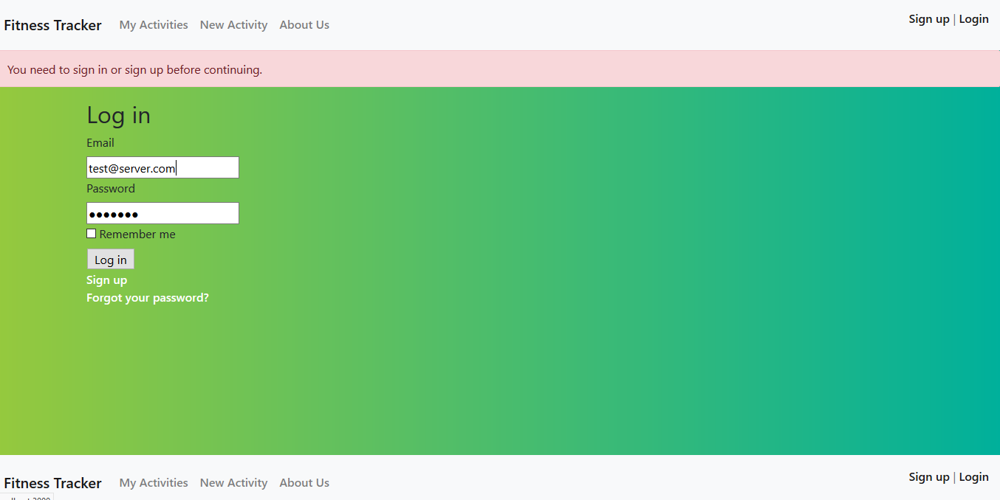 Fitness Tracker My Activities New Activity About Us Sign up | Login
You need to sign in or sign up before continuing.
Log in
Email
test@server.com
Password
•••••••
Remember me
Log in
Sign up
Forgot your password?
Fitness Tracker My Activities New Activity About Us Sign up | Login